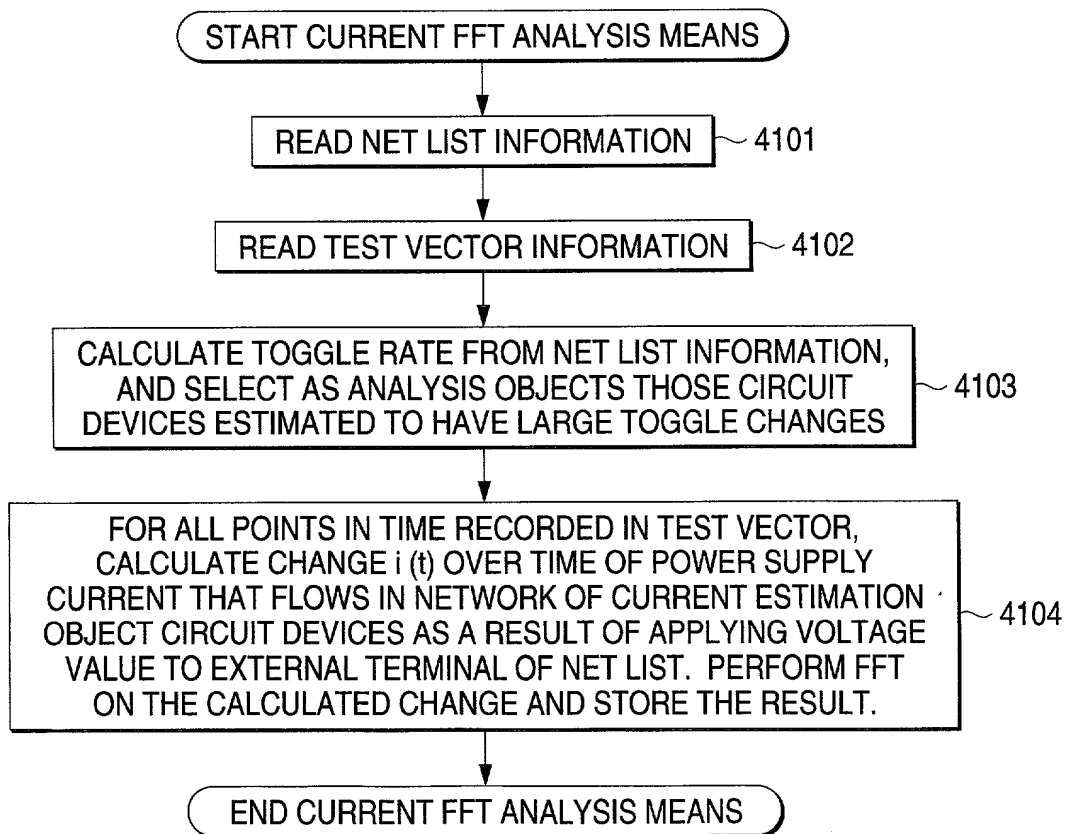 START CURRENT FFT ANALYSIS MEANS
READ NET LIST INFORMATION
4101
READ TEST VECTOR INFORMATION
4102
CALCULATE TOGGLE RATE FROM NET LIST INFORMATION,
AND SELECT AS ANALYSIS OBJECTS THOSE CIRCUIT
DEVICES ESTIMATED TO HAVE LARGE TOGGLE CHANGES
4103
FOR ALL POINTS IN TIME RECORDED IN TEST VECTOR,
CALCULATE CHANGE i (t) OVER TIME OF POWER SUPPLY
CURRENT THAT FLOWS IN NETWORK OF CURRENT ESTIMATION
OBJECT CIRCUIT DEVICES AS A RESULT OF APPLYING VOLTAGE
VALUE TO EXTERNAL TERMINAL OF NET LIST. PERFORM FFT
ON THE CALCULATED CHANGE AND STORE THE RESULT.
4104
END CURRENT FFT ANALYSIS MEANS